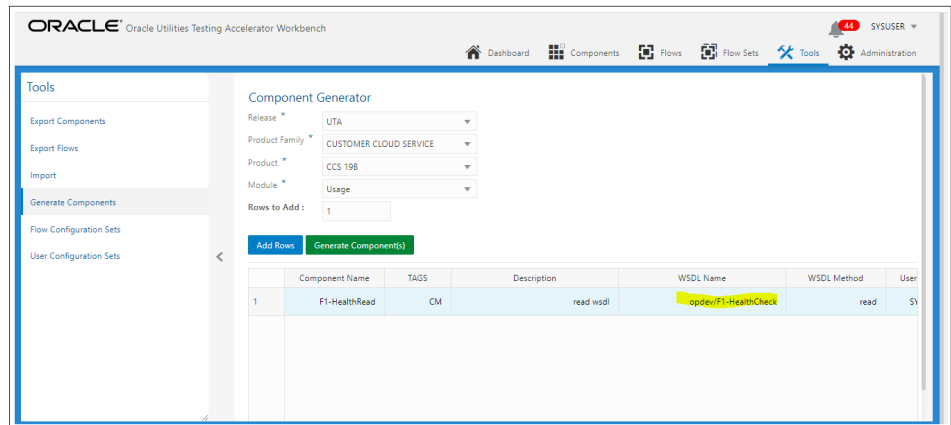 ORACLE® Oracle Utilities Testing Accelerator Workbench
44 SYSUSER
Dashboard Components Flows Flow Sets Tools Administration
Tools
Export Components
Export Flows
Import
Generate Components
Flow Configuration Sets
User Configuration Sets
Component Generator
Release * UTA
Product Family * CUSTOMER CLOUD SERVICE
Product * CCS 19B
Module * Usage
Rows to Add : 1
Add Rows Generate Component(s)
Component Name TAGS Description WSDL Name WSDL Method User
1 F1-HealthRead CM read wsdl opdev/F1-HealthCheck read SY